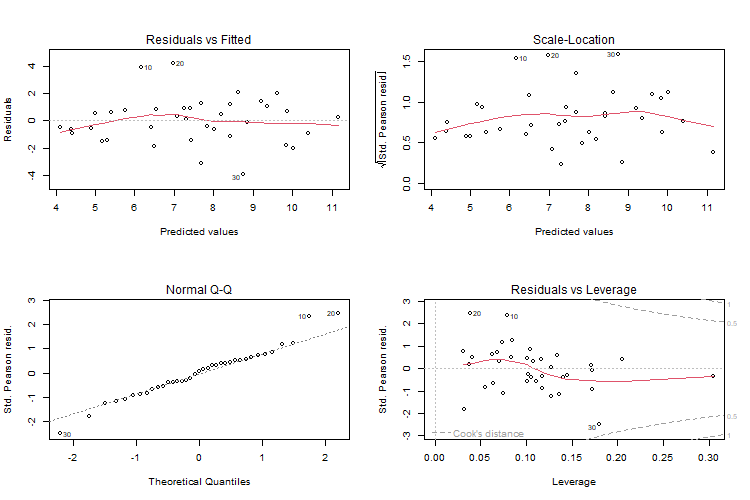 Residuals vs Fitted
Residuals
-4 -2 0 2 4
10
20
30
4 5 6 7 8 9 10 11
Predicted values
Scale-Location
√|Std. Pearson resid|
0.0 0.5 1.0 1.5
10
20
30
4 5 6 7 8 9 10 11
Predicted values
Normal Q-Q
Std. Pearson resid.
-2 -1 0 1 2 3
10
20
30
-2 -1 0 1 2
Theoretical Quantiles
Residuals vs Leverage
Std. Pearson resid.
-3 -2 -1 0 1 2 3
20
10
30
1
0.5
0.5
1
Cook's distance
0.00 0.05 0.10 0.15 0.20 0.25 0.30
Leverage